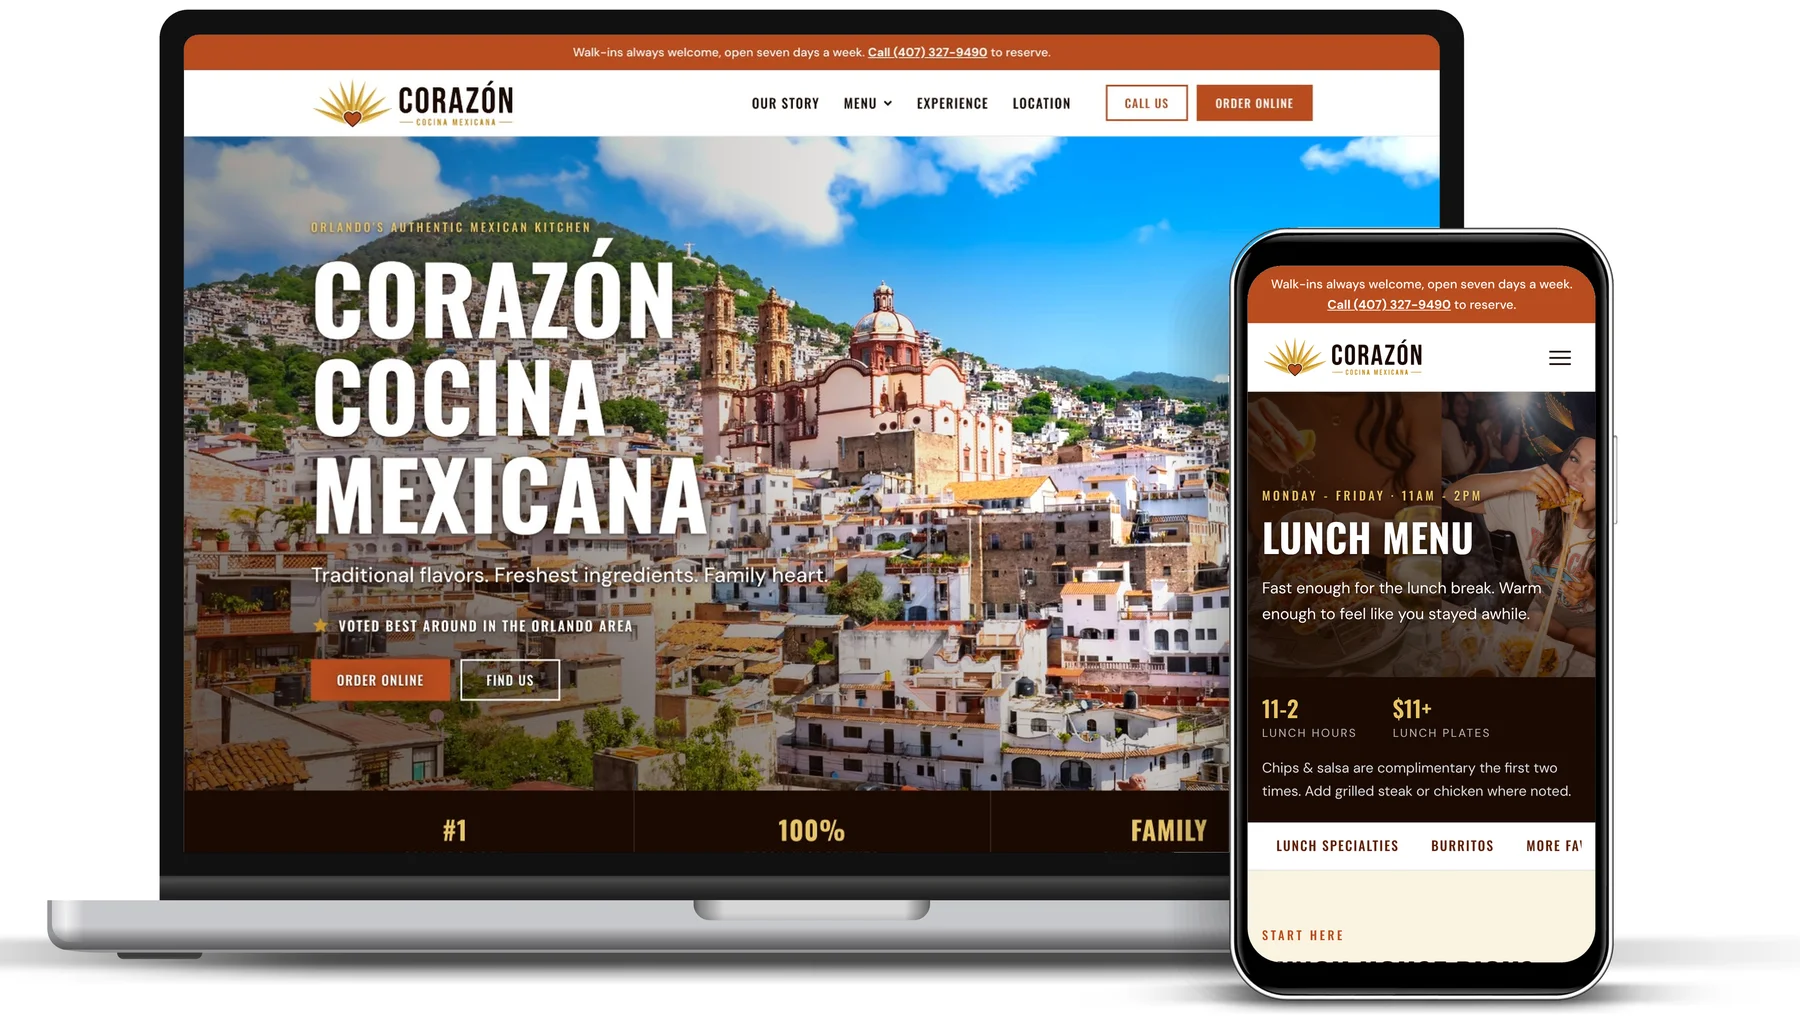 Walk-ins always welcome, open seven days a week. Call (407) 327-9490 to reserve.
CORAZÓN
COCINA MEXICANA
OUR STORY
MENU
EXPERIENCE
LOCATION
CALL US
ORDER ONLINE
ORLANDO'S AUTHENTIC MEXICAN KITCHEN
CORAZÓN
COCINA
MEXICANA
Traditional flavors. Freshest ingredients. Family heart.
VOTED BEST AROUND IN THE ORLANDO AREA
ORDER ONLINE
FIND US
#1
100%
FAMILY
Walk-ins always welcome, open seven days a week.
Call (407) 327-9490 to reserve.
CORAZÓN
COCINA MEXICANA
MONDAY - FRIDAY · 11AM - 2PM
LUNCH MENU
Fast enough for the lunch break. Warm
enough to feel like you stayed awhile.
11-2
LUNCH HOURS
$11+
LUNCH PLATES
Chips & salsa are complimentary the first two
times. Add grilled steak or chicken where noted.
LUNCH SPECIALTIES
BURRITOS
MORE FA
START HERE